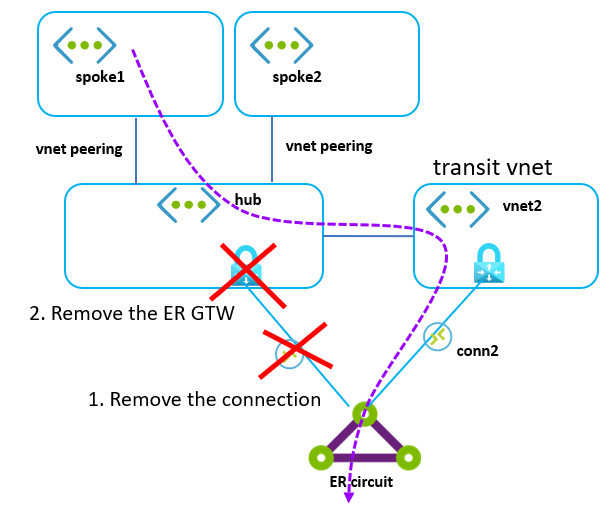 spoke1
spoke2
vnet peering
vnet peering
transit vnet
hub
vnet2
2. Remove the ER GTW
conn2
1. Remove the connection
ER circuit